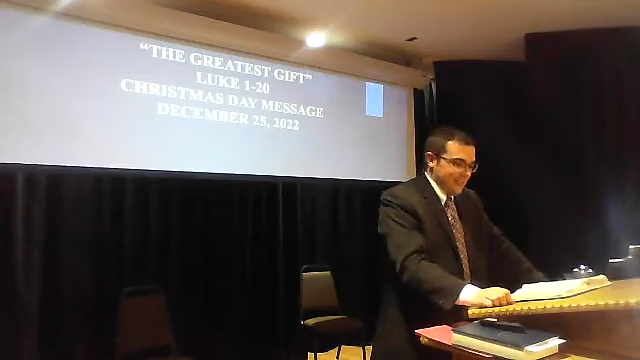 “THE GREATEST GIFT”
LUKE 1-20
CHRISTMAS DAY MESSAGE
DECEMBER 25, 2022